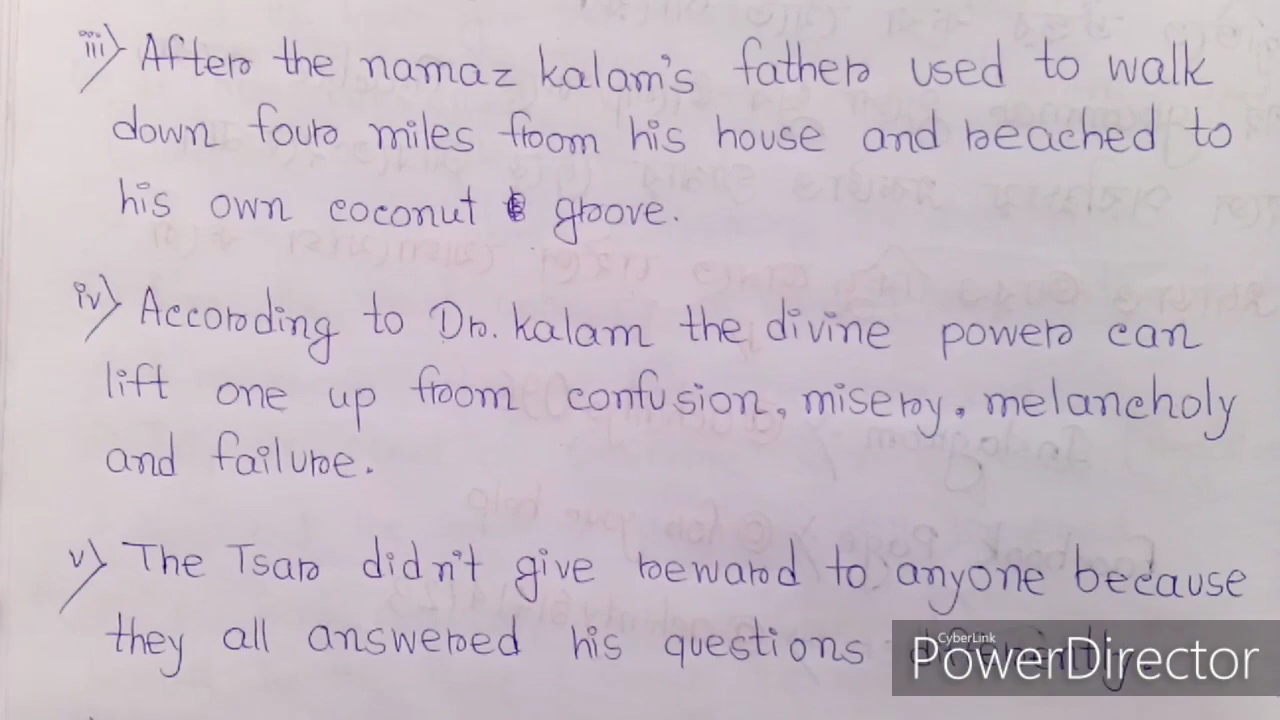 iii) After the namaz kalam's father used to walk
down four miles from his house and reached to
his own coconut grove.
iv) According to Dr. kalam the divine power can
lift one up from confusion, misery, melancholy
and failure.
v) The Tsar didn't give reward to anyone because
they all answered his questions differently.
CyberLink
PowerDirector